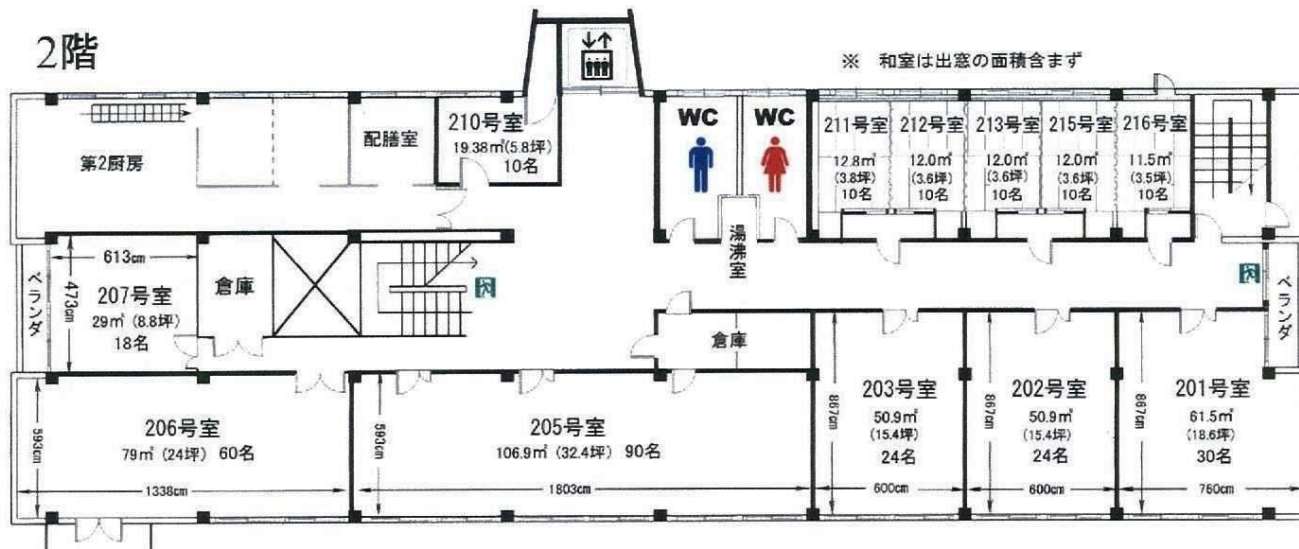 2階
※ 和室は出窓の面積含まず
第2厨房
配膳室
210号室
19.38㎡(5.8坪)
10名
WC
WC
211号室
12.8㎡
(3.8坪)
10名
212号室
12.0㎡
(3.6坪)
10名
213号室
12.0㎡
(3.6坪)
10名
215号室
12.0㎡
(3.6坪)
10名
216号室
11.5㎡
(3.5坪)
10名
湯沸室
ベランダ
613cm
473cm
207号室
29㎡(8.8坪)
18名
倉庫
倉庫
ベランダ
206号室
79㎡(24坪) 60名
593cm
1338cm
205号室
106.9㎡(32.4坪) 90名
593cm
1803cm
203号室
50.9㎡
(15.4坪)
24名
867cm
600cm
202号室
50.9㎡
(15.4坪)
24名
867cm
600cm
201号室
61.5㎡
(18.6坪)
30名
867cm
760cm